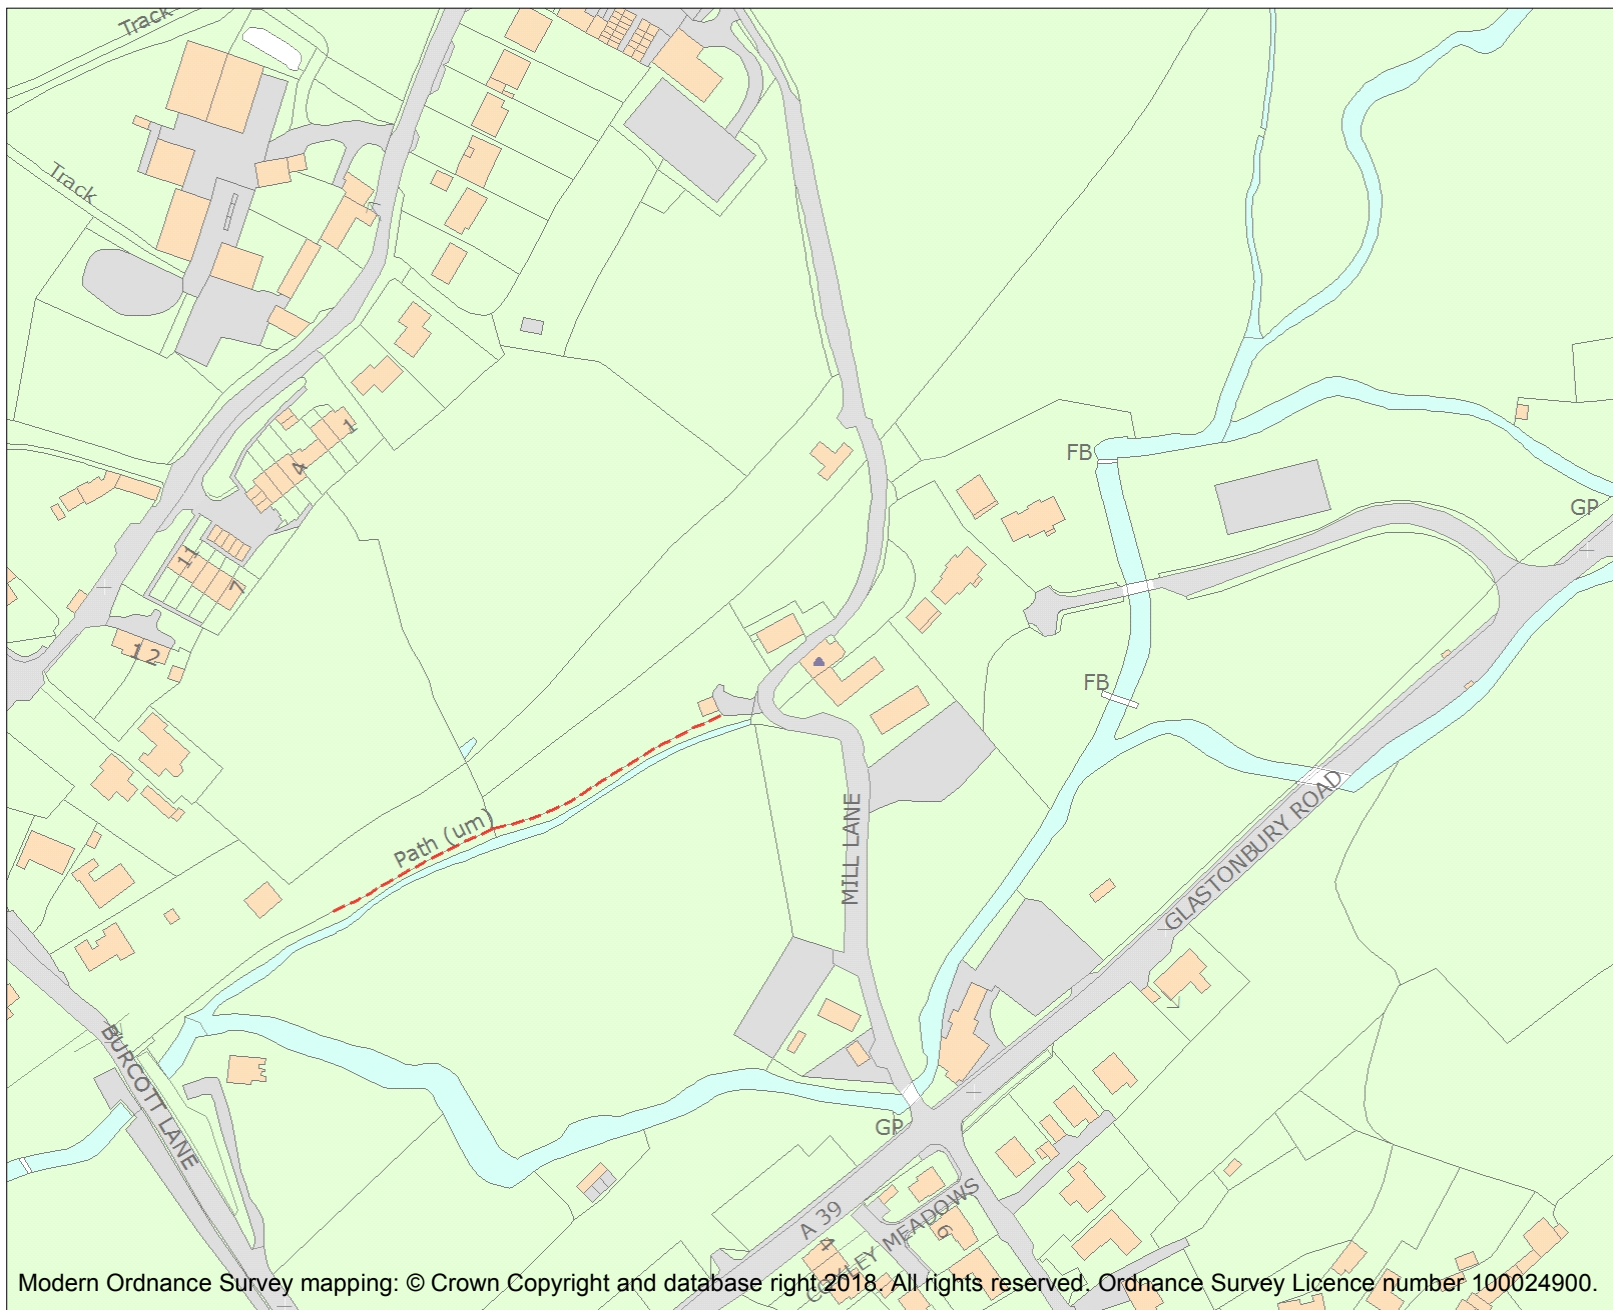 Track
Track
1
4
11
7
12
FB
GP
FB
Path (um)
MILL LANE
GLASTONBURY ROAD
BURCOTT LANE
GP
A 39
COXLEY MEADOWS
6
4
Modern Ordnance Survey mapping: © Crown Copyright and database right 2018. All rights reserved. Ordnance Survey Licence number 100024900.